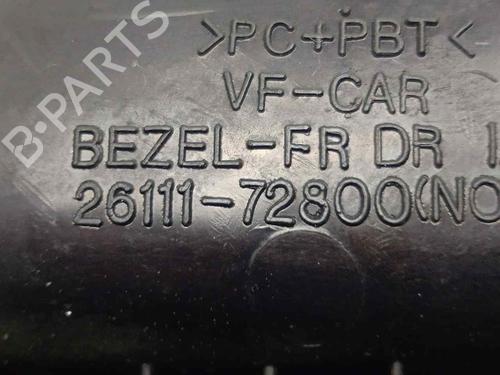 >PC+PBT<
VF-CAR
BEZEL-FR DR
26111-72800(NO
B-PARTS